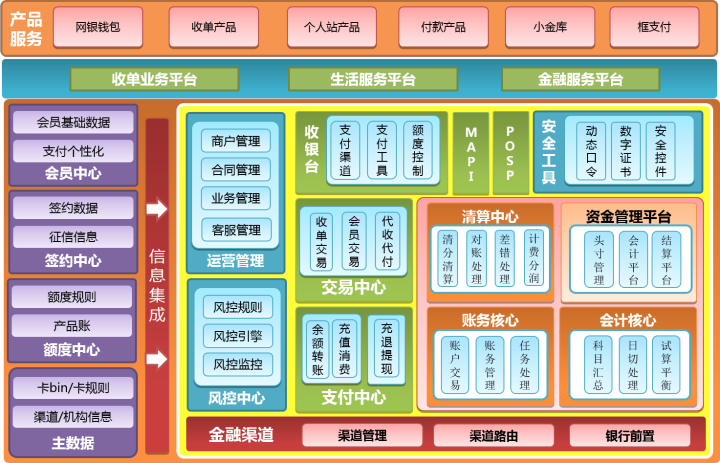 产品服务
网银钱包
收单产品
个人站产品
付款产品
小金库
框支付
收单业务平台
生活服务平台
金融服务平台
会员基础数据
支付个性化
会员中心
签约数据
征信信息
签约中心
额度规则
产品账
额度中心
卡bin/卡规则
渠道/机构信息
主数据
信息集成
商户管理
合同管理
业务管理
客服管理
运营管理
风控规则
风控引擎
风控监控
风控中心
收银台
支付渠道
支付工具
额度控制
MAPI
POSP
安全工具
动态口令
数字证书
安全控件
收单交易
会员交易
代收代付
交易中心
余额转账
充值消费
充退提现
支付中心
清算中心
清分清算
对账处理
差错处理
计费分润
资金管理平台
头寸管理
会计平台
结算平台
账务核心
账户交易
账务管理
任务处理
会计核心
科目汇总
日切处理
试算平衡
金融渠道
渠道管理
渠道路由
银行前置